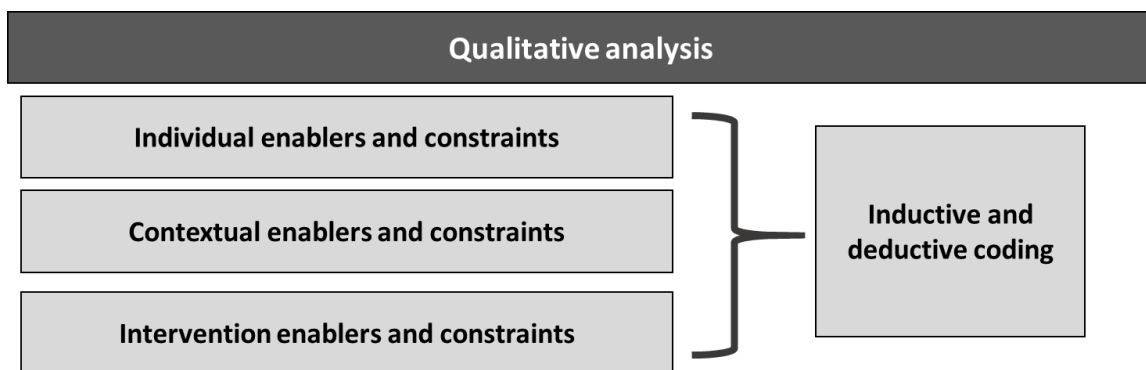 Qualitative analysis
Individual enablers and constraints
Contextual enablers and constraints
Intervention enablers and constraints
Inductive and
deductive coding